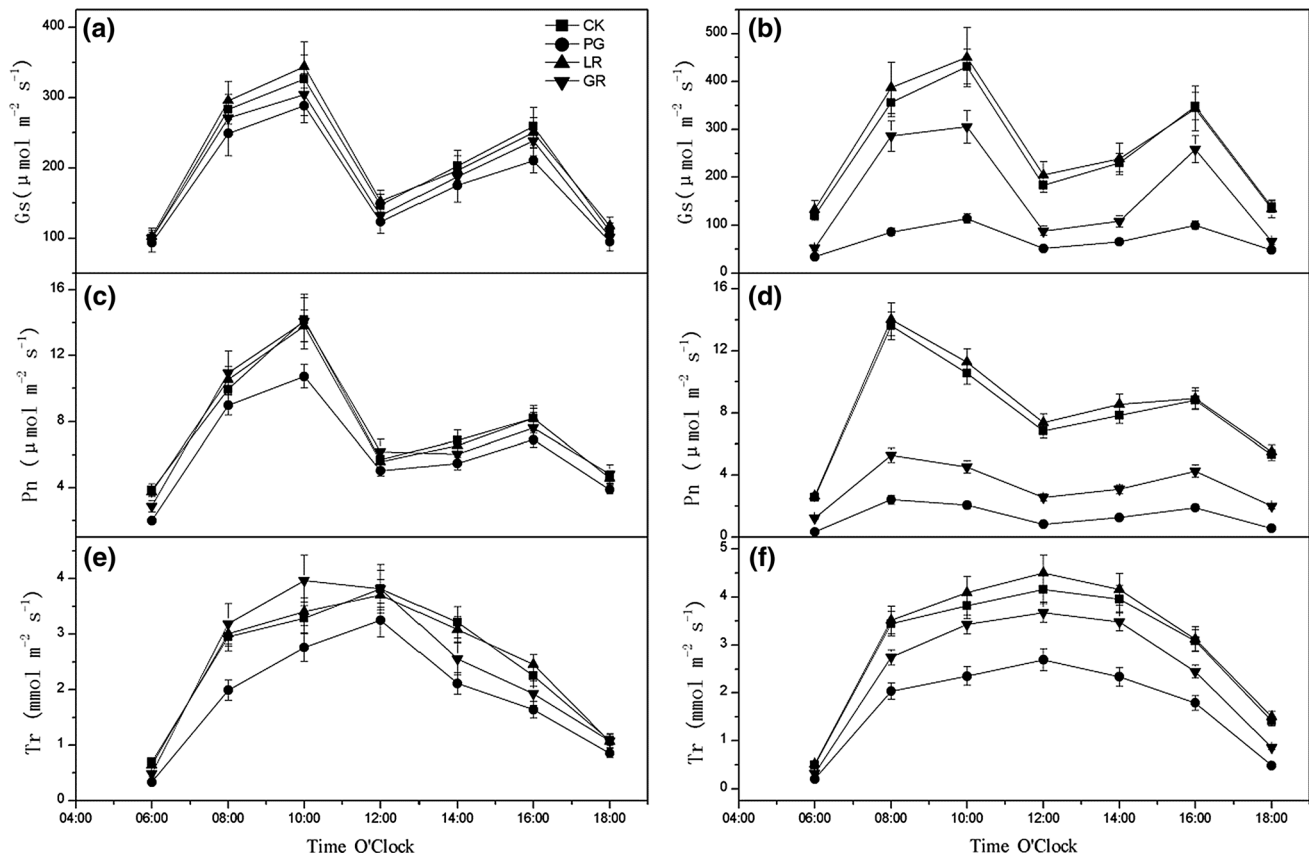 (a)
CK
PG
LR
GR
400
300
200
100
Gs(μmol m⁻² s⁻¹)
(b)
500
400
300
200
100
0
Gs(μmol m⁻² s⁻¹)
(c)
16
12
8
4
Pn (μmol m⁻² s⁻¹)
(d)
16
12
8
4
0
Pn (μmol m⁻² s⁻¹)
(e)
4
3
2
1
0
Tr (mmol m⁻² s⁻¹)
04:00 06:00 08:00 10:00 12:00 14:00 16:00 18:00
Time O'Clock
(f)
5
4
3
2
1
0
Tr (mmol m⁻² s⁻¹)
04:00 06:00 08:00 10:00 12:00 14:00 16:00 18:00
Time O'Clock